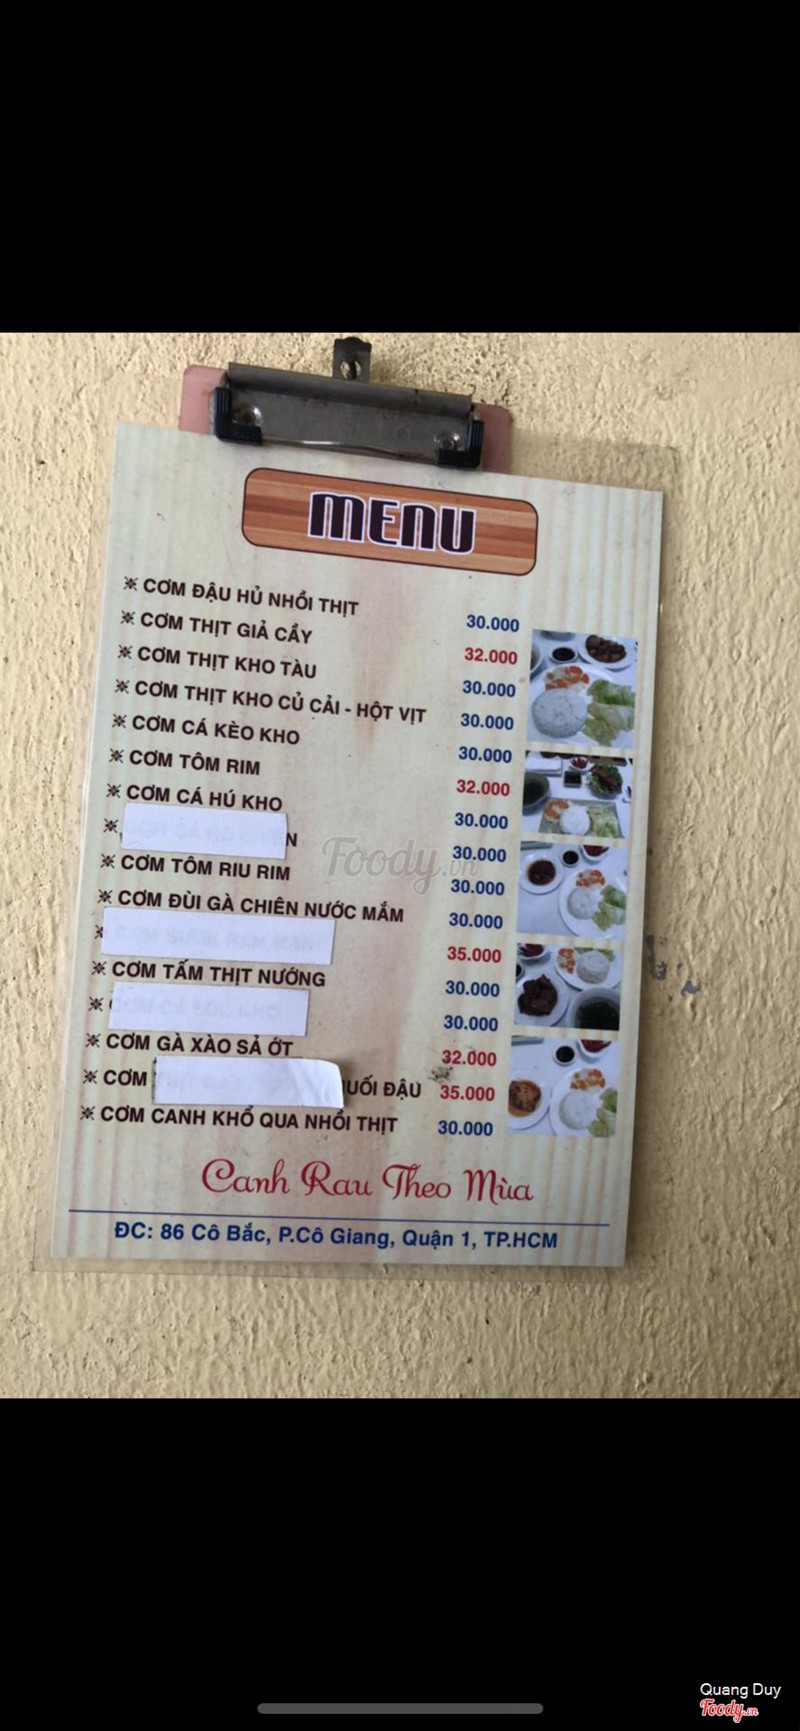 MENU
※ CƠM ĐẬU HỦ NHỒI THỊT 30.000
※ CƠM THỊT GIẢ CẦY 32.000
※ CƠM THỊT KHO TÀU 30.000
※ CƠM THỊT KHO CỦ CẢI - HỘT VỊT 30.000
※ CƠM CÁ KÈO KHO 30.000
※ CƠM TÔM RIM 32.000
※ CƠM CÁ HÚ KHO 30.000
※ 30.000
※ CƠM TÔM RIU RIM 30.000
※ CƠM ĐÙI GÀ CHIÊN NƯỚC MẮM 30.000
※ 35.000
※ CƠM TẤM THỊT NƯỚNG 30.000
※ 30.000
※ CƠM GÀ XÀO SẢ ỚT 32.000
※ CƠM UỐI ĐẬU 35.000
※ CƠM CANH KHỔ QUA NHỒI THỊT 30.000
Canh Rau Theo Mùa
ĐC: 86 Cô Bắc, P.Cô Giang, Quận 1, TP.HCM
Foody.vn
Quang Duy
Foody.vn